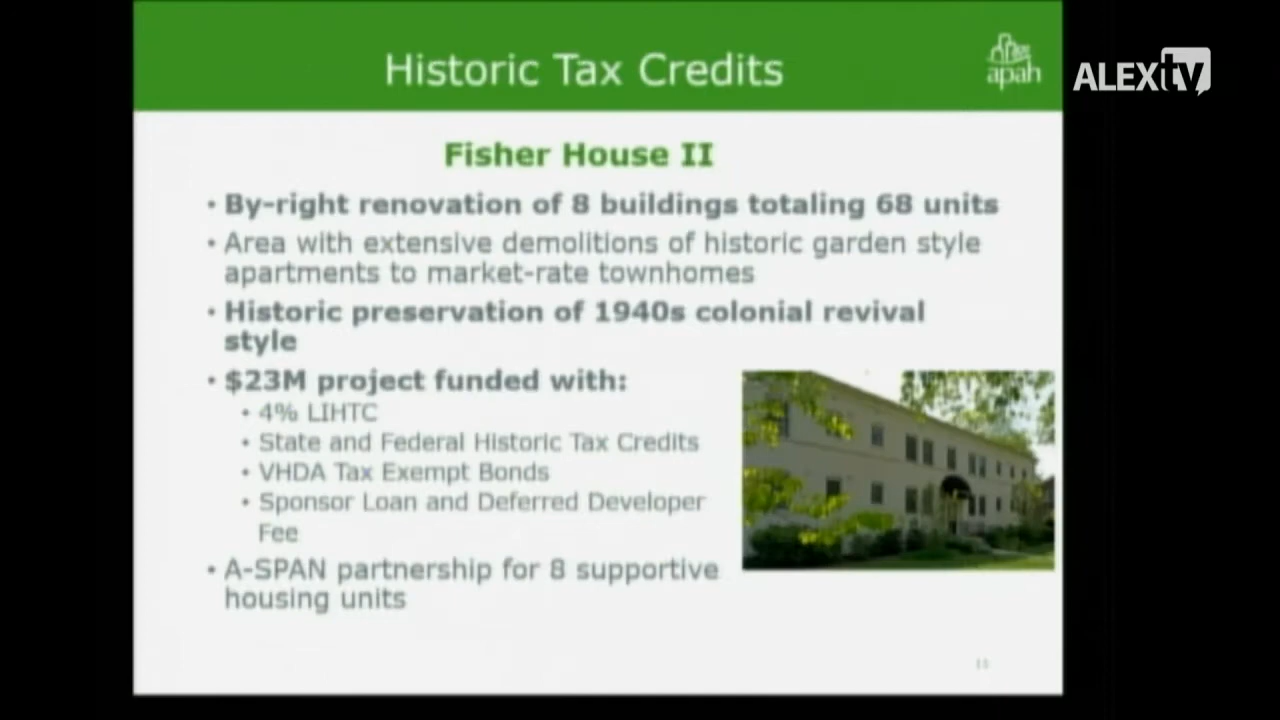 Historic Tax Credits
apah
ALEXtv
Fisher House II
• By-right renovation of 8 buildings totaling 68 units
• Area with extensive demolitions of historic garden style
apartments to market-rate townhomes
• Historic preservation of 1940s colonial revival
style
• $23M project funded with:
• 4% LIHTC
• State and Federal Historic Tax Credits
• VHDA Tax Exempt Bonds
• Sponsor Loan and Deferred Developer
Fee
• A-SPAN partnership for 8 supportive
housing units